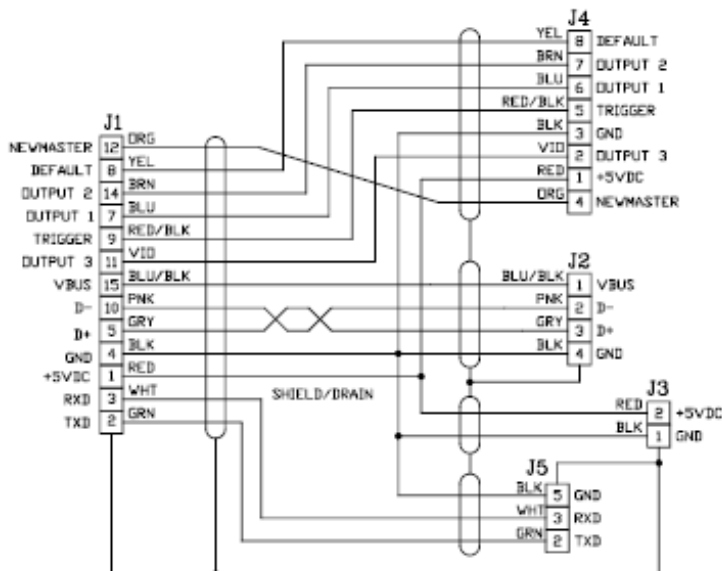 J4
YEL 8 DEFAULT
BRN 7 OUTPUT 2
BLU 6 OUTPUT 1
RED/BLK 5 TRIGGER
BLK 3 GND
VIO 2 OUTPUT 3
RED 1 +5VDC
ORG 4 NEWMASTER
J1
NEWMASTER 12 ORG
DEFAULT 8 YEL
OUTPUT 2 14 BRN
OUTPUT 1 7 BLU
TRIGGER 9 RED/BLK
OUTPUT 3 11 VIO
VBUS 15 BLU/BLK
D- 10 PNK
D+ 5 GRY
GND 4 BLK
+5VDC 1 RED
RXD 3 WHT
TXD 2 GRN
SHIELD/DRAIN
J2
BLU/BLK 1 VBUS
PNK 2 D-
GRY 3 D+
BLK 4 GND
J3
RED 2 +5VDC
BLK 1 GND
J5
BLK 5 GND
WHT 3 RXD
GRN 2 TXD